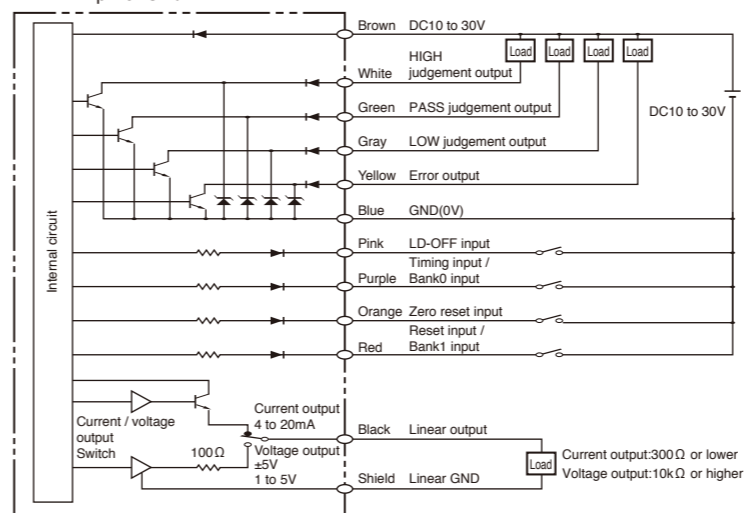 Brown DC10 to 30V
Load Load Load Load
HIGH
White judgement output
DC10 to 30V
Green PASS judgement output
Gray LOW judgement output
Yellow Error output
Blue GND(0V)
Internal circuit
Pink LD-OFF input
Timing input /
Purple Bank0 input
Orange Zero reset input
Reset input /
Red Bank1 input
Current output
4 to 20mA
Current / voltage
output
Switch
100Ω
Voltage output
±5V
1 to 5V
Black Linear output
Load
Current output:300Ω or lower
Voltage output:10kΩ or higher
Shield Linear GND